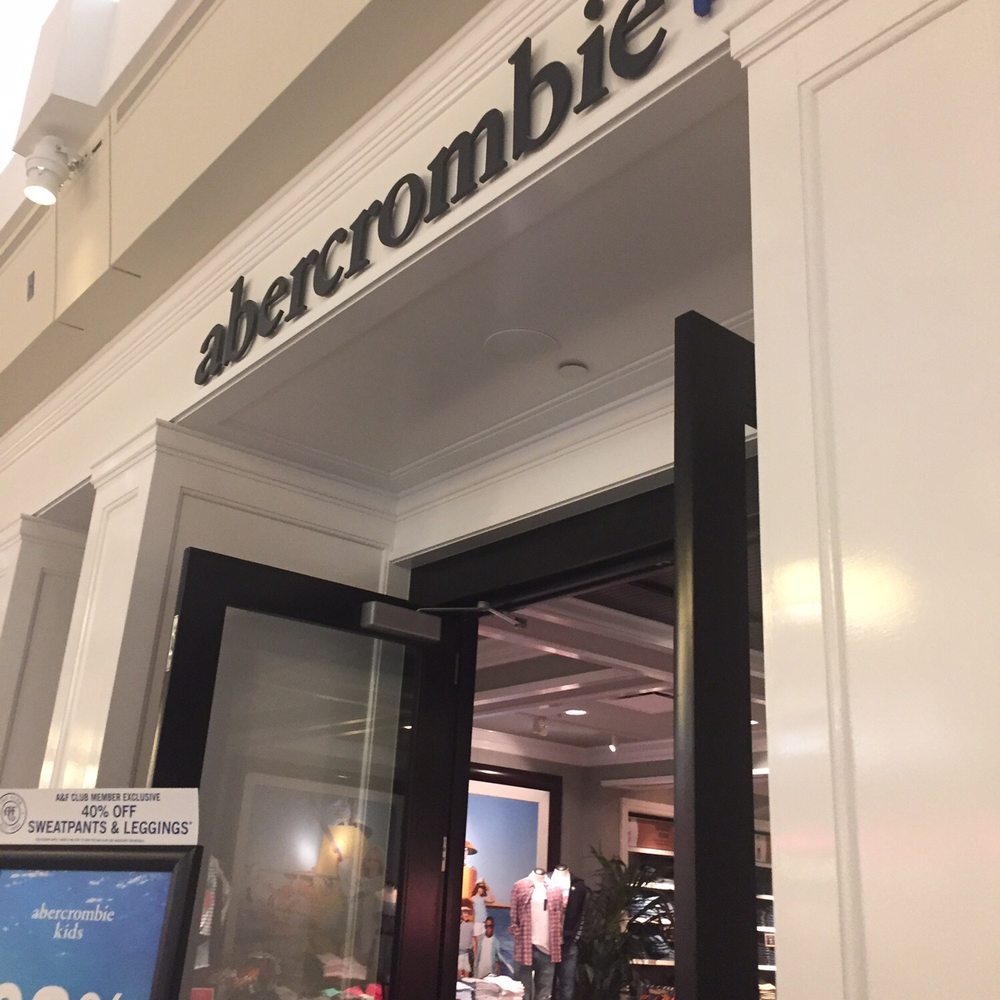 abercrombie
A&F CLUB MEMBER EXCLUSIVE
40% OFF
SWEATPANTS & LEGGINGS*
abercrombie
kids